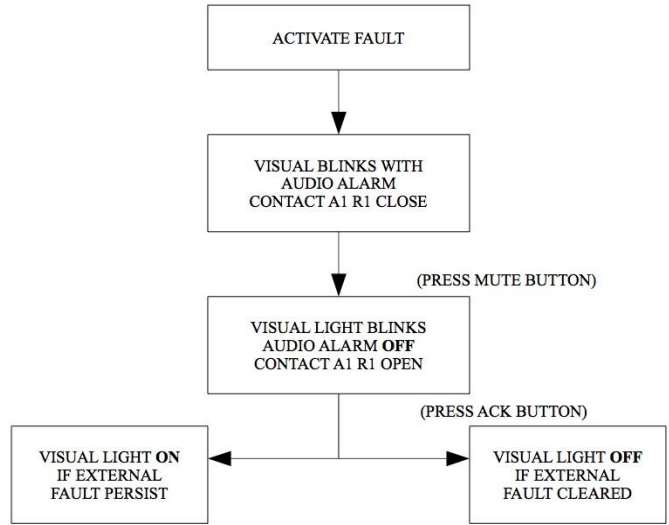 ACTIVATE FAULT
VISUAL BLINKS WITH
AUDIO ALARM
CONTACT A1 R1 CLOSE
(PRESS MUTE BUTTON)
VISUAL LIGHT BLINKS
AUDIO ALARM OFF
CONTACT A1 R1 OPEN
(PRESS ACK BUTTON)
VISUAL LIGHT ON
IF EXTERNAL
FAULT PERSIST
VISUAL LIGHT OFF
IF EXTERNAL
FAULT CLEARED